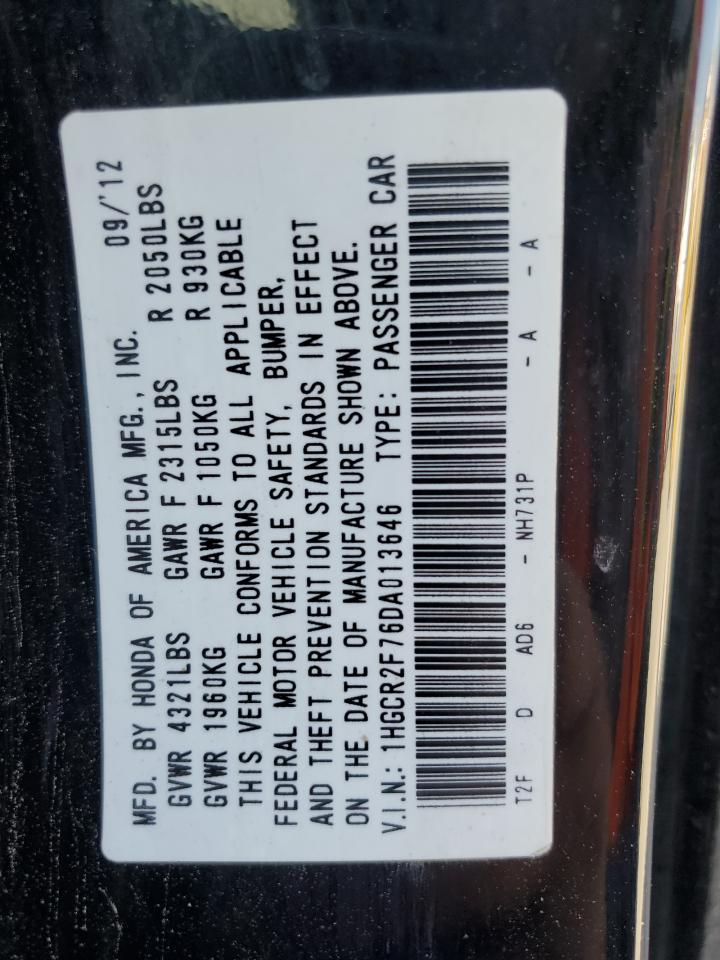 MFD. BY HONDA OF AMERICA MFG., INC. 09/'12
GVWR 4321LBS GAWR F 2315LBS R 2050LBS
GVWR 1960KG GAWR F 1050KG R 930KG
THIS VEHICLE CONFORMS TO ALL APPLICABLE
FEDERAL MOTOR VEHICLE SAFETY, BUMPER,
AND THEFT PREVENTION STANDARDS IN EFFECT
ON THE DATE OF MANUFACTURE SHOWN ABOVE.
V.I.N.: 1HGCR2F76DA013646 TYPE: PASSENGER CAR
T2F D AD6 - NH731P - A - A